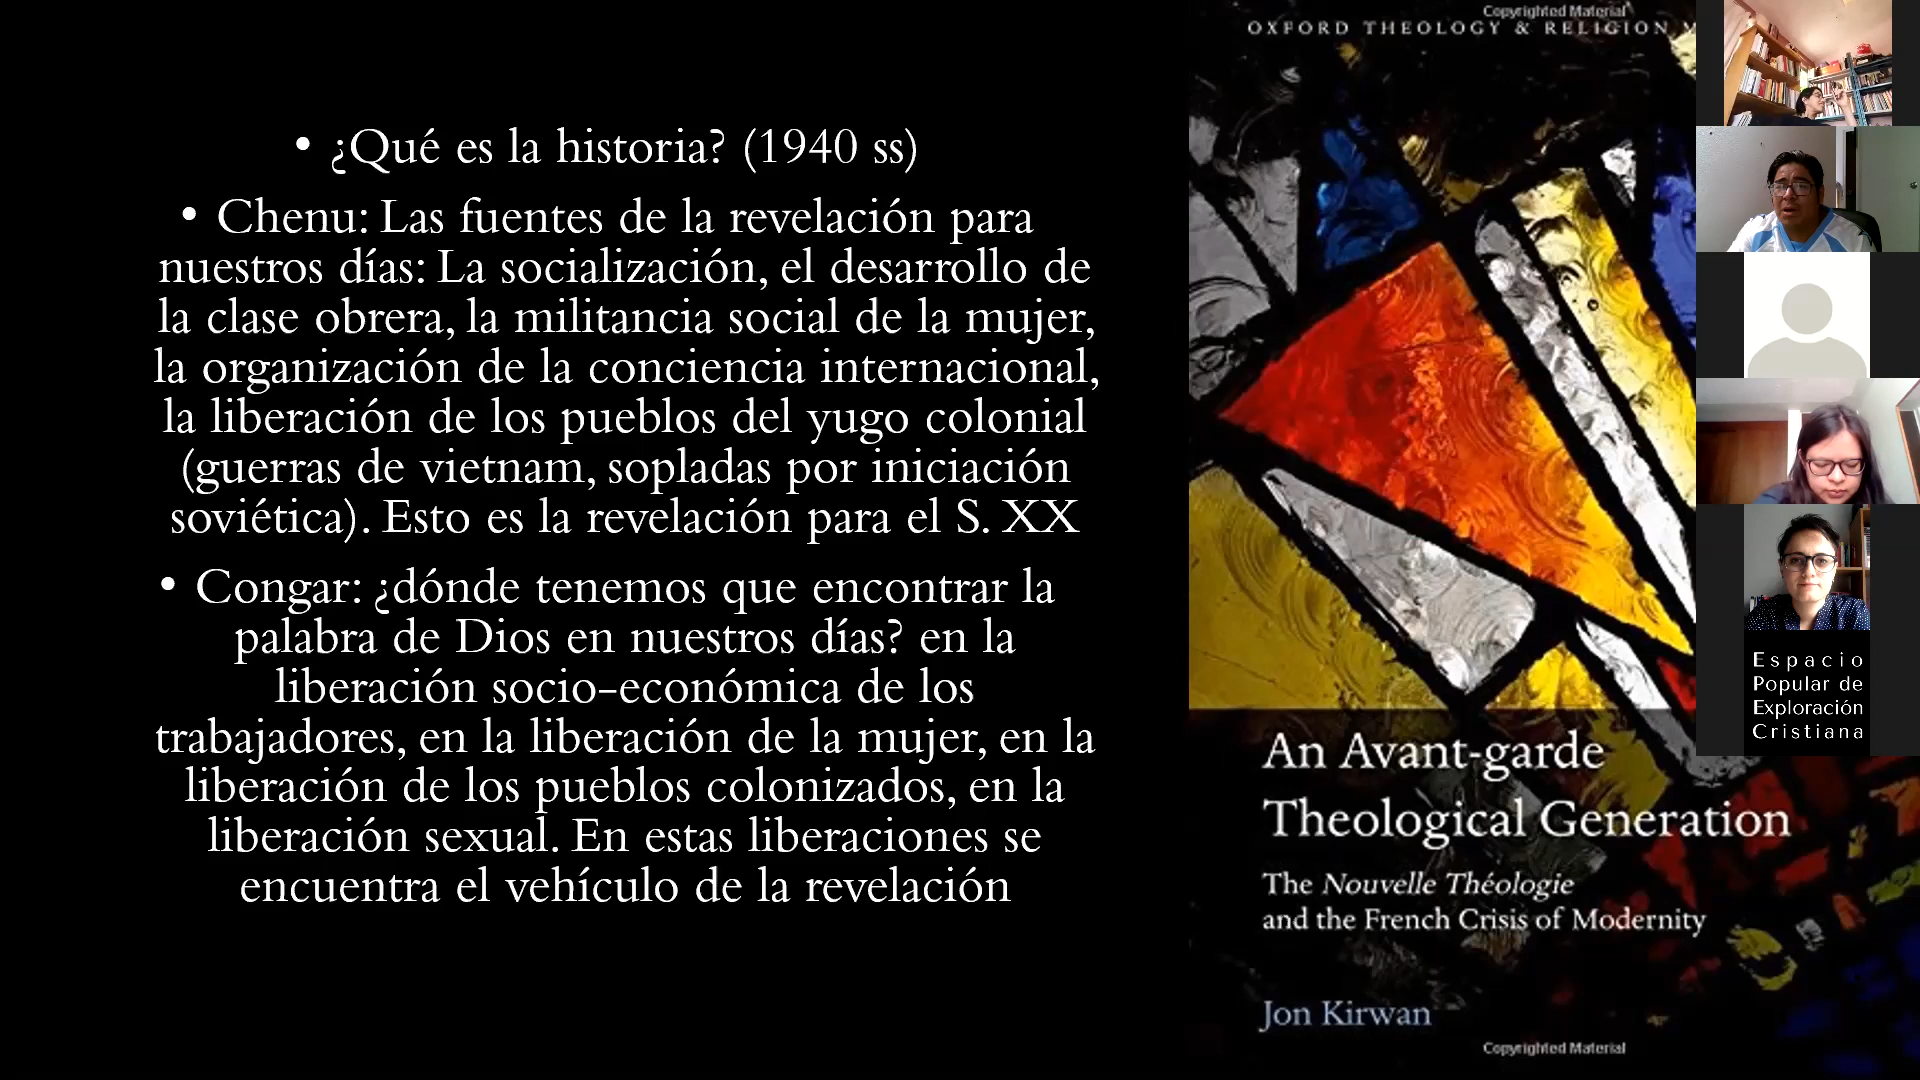 • ¿Qué es la historia? (1940 ss)
• Chenu: Las fuentes de la revelación para
nuestros días: La socialización, el desarrollo de
la clase obrera, la militancia social de la mujer,
la organización de la conciencia internacional,
la liberación de los pueblos del yugo colonial
(guerras de vietnam, sopladas por iniciación
soviética). Esto es la revelación para el S. XX
• Congar: ¿dónde tenemos que encontrar la
palabra de Dios en nuestros días? en la
liberación socio-económica de los
trabajadores, en la liberación de la mujer, en la
liberación de los pueblos colonizados, en la
liberación sexual. En estas liberaciones se
encuentra el vehículo de la revelación
Copyrighted Material
OXFORD THEOLOGY & RELIGION
An Avant-garde
Theological Generation
The Nouvelle Théologie
and the French Crisis of Modernity
Jon Kirwan
Copyrighted Material
Espacio
Popular de
Exploración
Cristiana